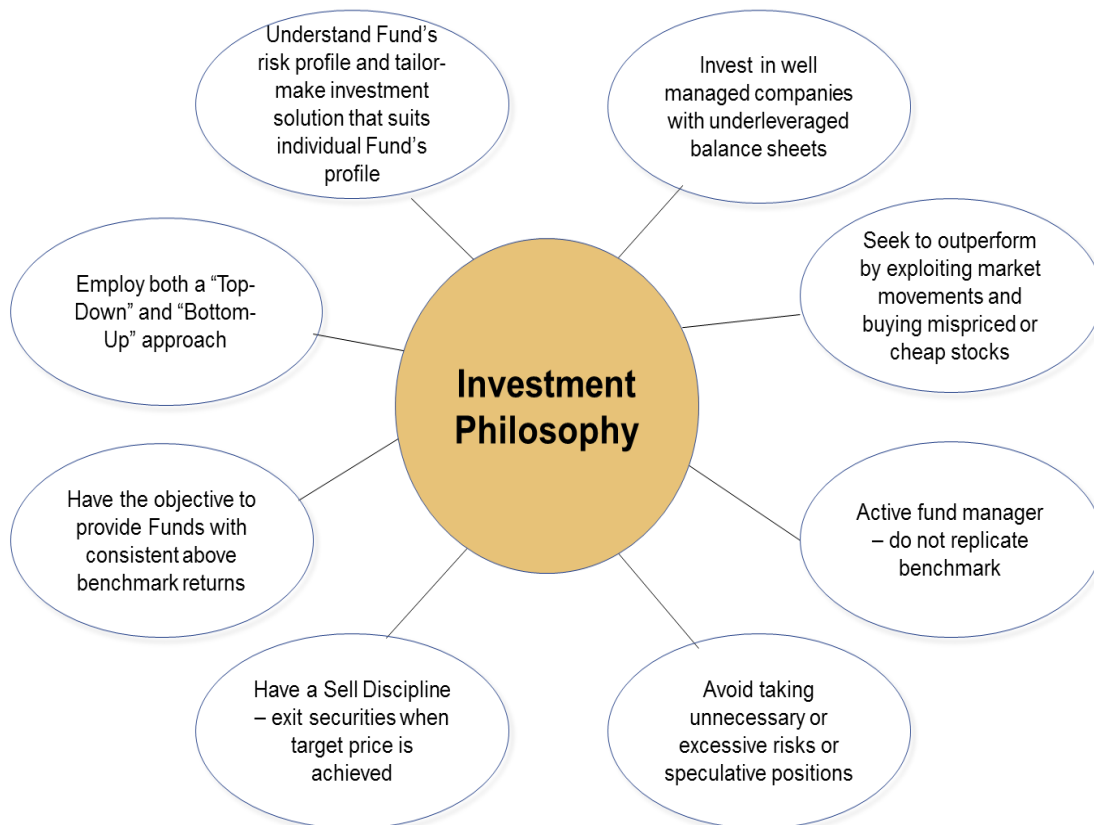 Understand Fund's
risk profile and tailor-
make investment
solution that suits
individual Fund's
profile
Invest in well
managed companies
with underleveraged
balance sheets
Seek to outperform
by exploiting market
movements and
buying mispriced or
cheap stocks
Employ both a “Top-
Down” and “Bottom-
Up” approach
Investment
Philosophy
Have the objective to
provide Funds with
consistent above
benchmark returns
Active fund manager
– do not replicate
benchmark
Have a Sell Discipline
– exit securities when
target price is
achieved
Avoid taking
unnecessary or
excessive risks or
speculative positions